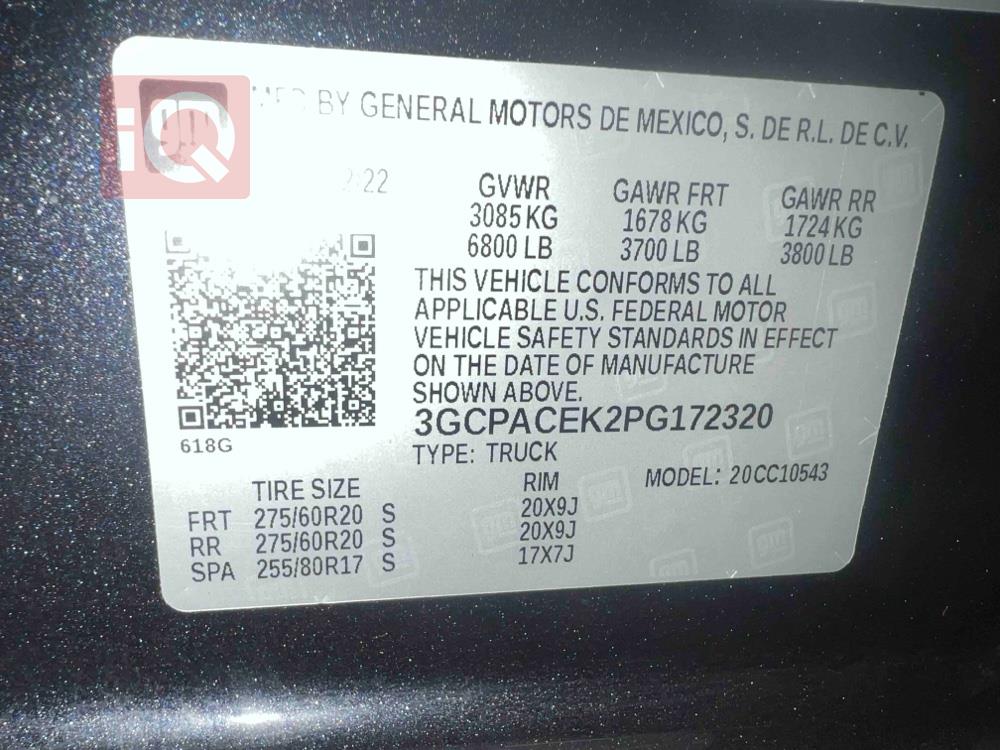 iQ
BY GENERAL MOTORS DE MEXICO, S. DE R.L. DE C.V.
GVWR GAWR FRT GAWR RR
3085 KG 1678 KG 1724 KG
6800 LB 3700 LB 3800 LB
THIS VEHICLE CONFORMS TO ALL
APPLICABLE U.S. FEDERAL MOTOR
VEHICLE SAFETY STANDARDS IN EFFECT
ON THE DATE OF MANUFACTURE
SHOWN ABOVE.
3GCPACEK2PG172320
618G
TYPE: TRUCK
MODEL: 20CC10543
TIRE SIZE RIM
FRT 275/60R20 S 20X9J
RR 275/60R20 S 20X9J
SPA 255/80R17 S 17X7J